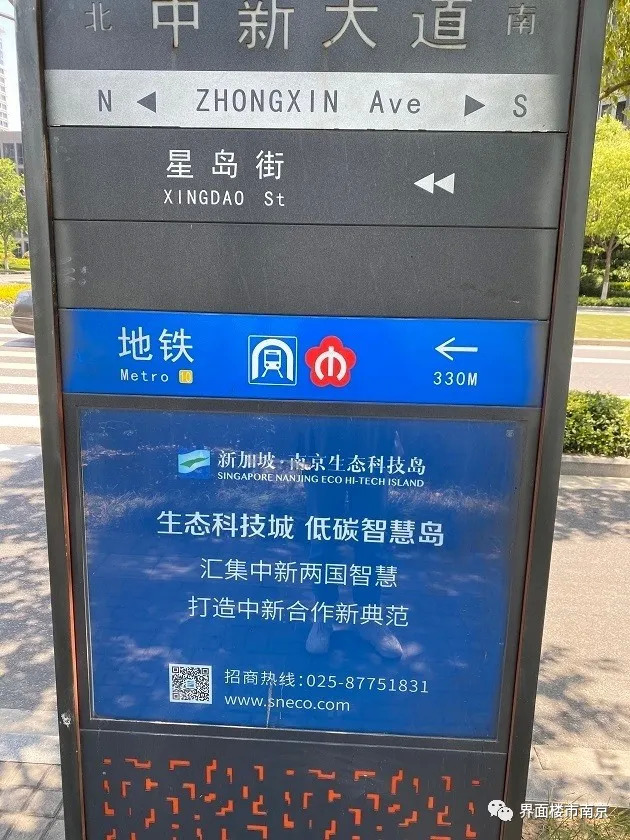 北 中新大道 南
N ◀ ZHONGXIN Ave ▶ S
星岛街
XINGDAO St
地铁
Metro 10
330M
新加坡·南京生态科技岛
SINGAPORE NANJING ECO HI-TECH ISLAND
生态科技城 低碳智慧岛
汇集中新两国智慧
打造中新合作新典范
招商热线:025-87751831
www.sneco.com
界面楼市南京